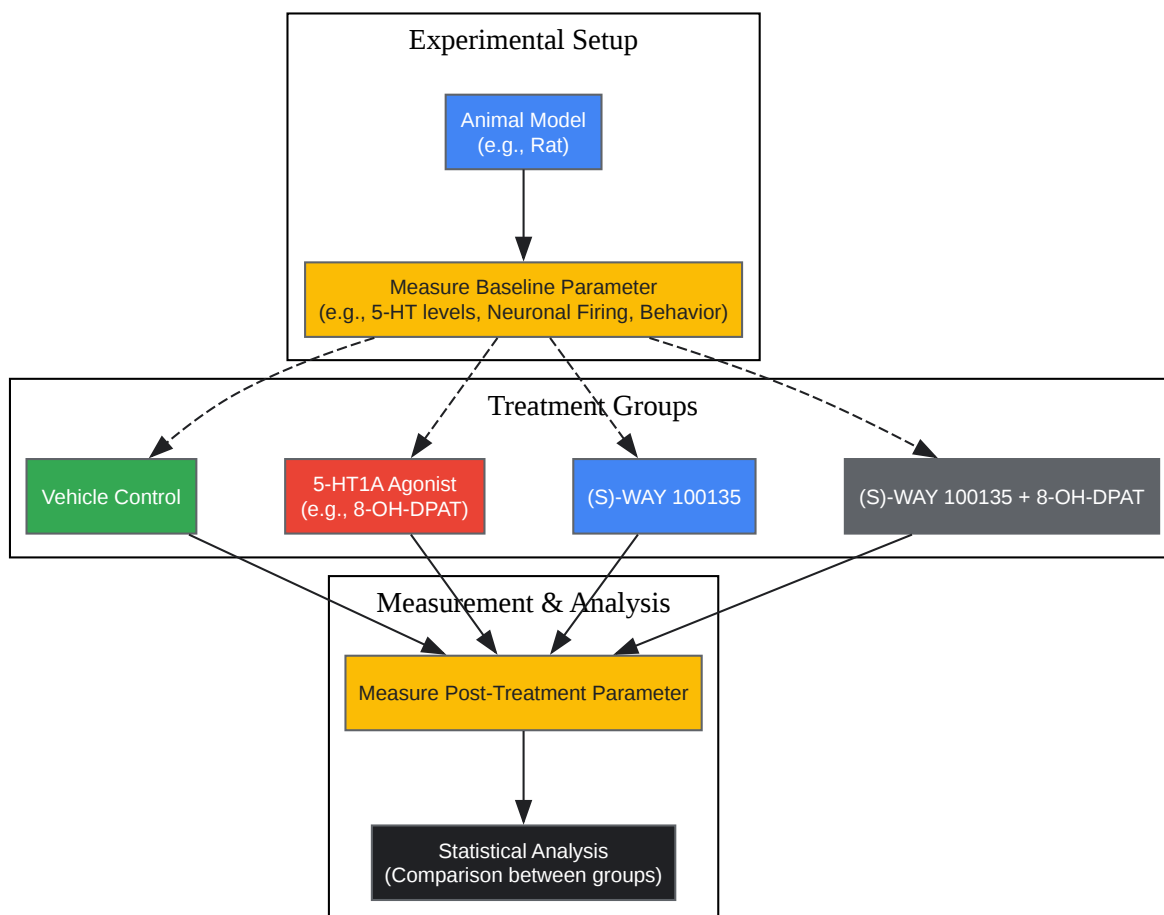 Experimental Setup
Animal Model
(e.g., Rat)
Measure Baseline Parameter
(e.g., 5-HT levels, Neuronal Firing, Behavior)
Treatment Groups
Vehicle Control
5-HT1A Agonist
(e.g., 8-OH-DPAT)
(S)-WAY 100135
(S)-WAY 100135 + 8-OH-DPAT
Measurement & Analysis
Measure Post-Treatment Parameter
Statistical Analysis
(Comparison between groups)